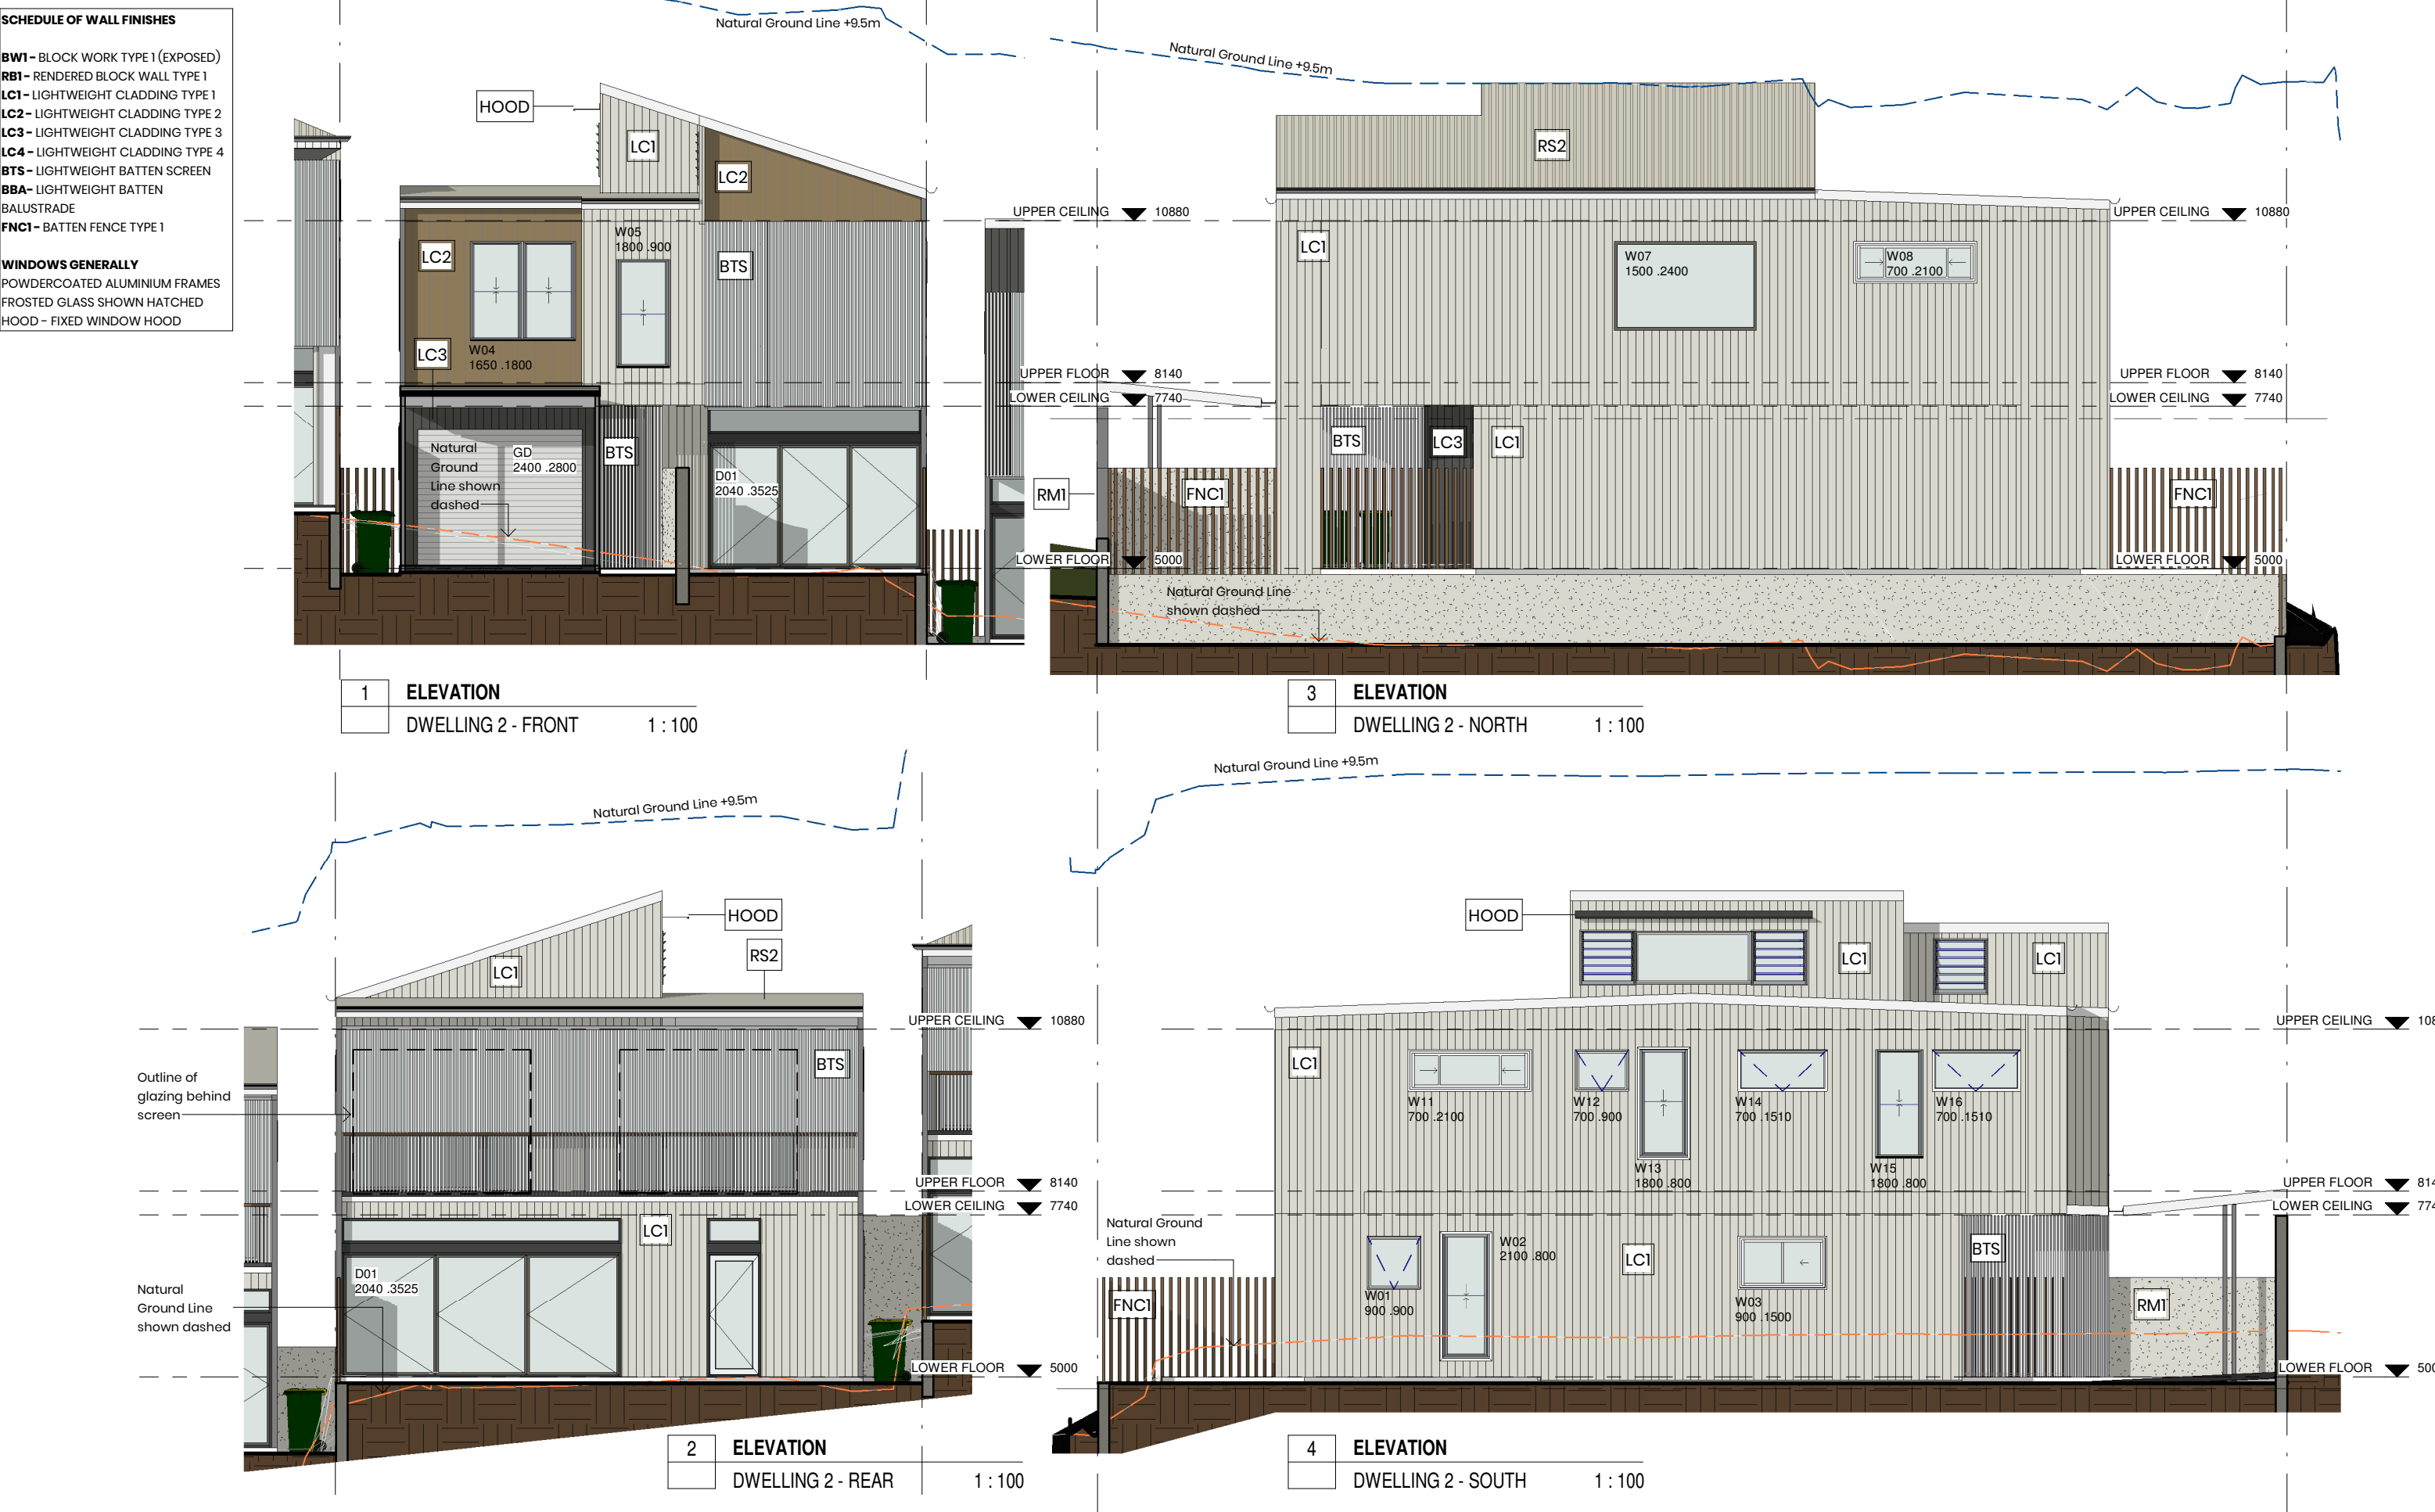 SCHEDULE OF WALL FINISHES
BW1 - BLOCK WORK TYPE 1 (EXPOSED)
RB1 - RENDERED BLOCK WALL TYPE 1
LC1 - LIGHTWEIGHT CLADDING TYPE 1
LC2 - LIGHTWEIGHT CLADDING TYPE 2
LC3 - LIGHTWEIGHT CLADDING TYPE 3
LC4 - LIGHTWEIGHT CLADDING TYPE 4
BTS - LIGHTWEIGHT BATTEN SCREEN
BBA- LIGHTWEIGHT BATTEN
BALUSTRADE
FNC1 - BATTEN FENCE TYPE 1
WINDOWS GENERALLY
POWDERCOATED ALUMINIUM FRAMES
FROSTED GLASS SHOWN HATCHED
HOOD - FIXED WINDOW HOOD
Natural Ground Line +9.5m
HOOD
LC1
LC2
UPPER CEILING 10880
LC2
W05
1800 .900
BTS
LC3
W04
1650 .1800
UPPER FLOOR 8140
LOWER CEILING 7740
Natural
Ground
Line shown
dashed
GD
2400 .2800
BTS
D01
2040 .3525
LOWER FLOOR 5000
1 ELEVATION
DWELLING 2 - FRONT 1 : 100
Natural Ground Line +9.5m
RS2
UPPER CEILING 10880
LC1
W07
1500 .2400
W08
700 .2100
UPPER FLOOR 8140
LOWER CEILING 7740
BTS
LC3
LC1
RM1
FNC1
FNC1
LOWER FLOOR 5000
Natural Ground Line
shown dashed
3 ELEVATION
DWELLING 2 - NORTH 1 : 100
Natural Ground Line +9.5m
HOOD
RS2
LC1
UPPER CEILING 10880
BTS
Outline of
glazing behind
screen
UPPER FLOOR 8140
LOWER CEILING 7740
LC1
D01
2040 .3525
Natural
Ground Line
shown dashed
LOWER FLOOR 5000
2 ELEVATION
DWELLING 2 - REAR 1 : 100
Natural Ground Line +9.5m
HOOD
LC1
LC1
UPPER CEILING 108
LC1
W11
700 .2100
W12
700 .900
W14
700 .1510
W16
700 .1510
W13
1800 .800
W15
1800 .800
UPPER FLOOR 814
LOWER CEILING 774
Natural Ground
Line shown
dashed
W02
2100 .800
LC1
BTS
FNC1
W01
900 .900
W03
900 .1500
RM1
LOWER FLOOR 500
4 ELEVATION
DWELLING 2 - SOUTH 1 : 100